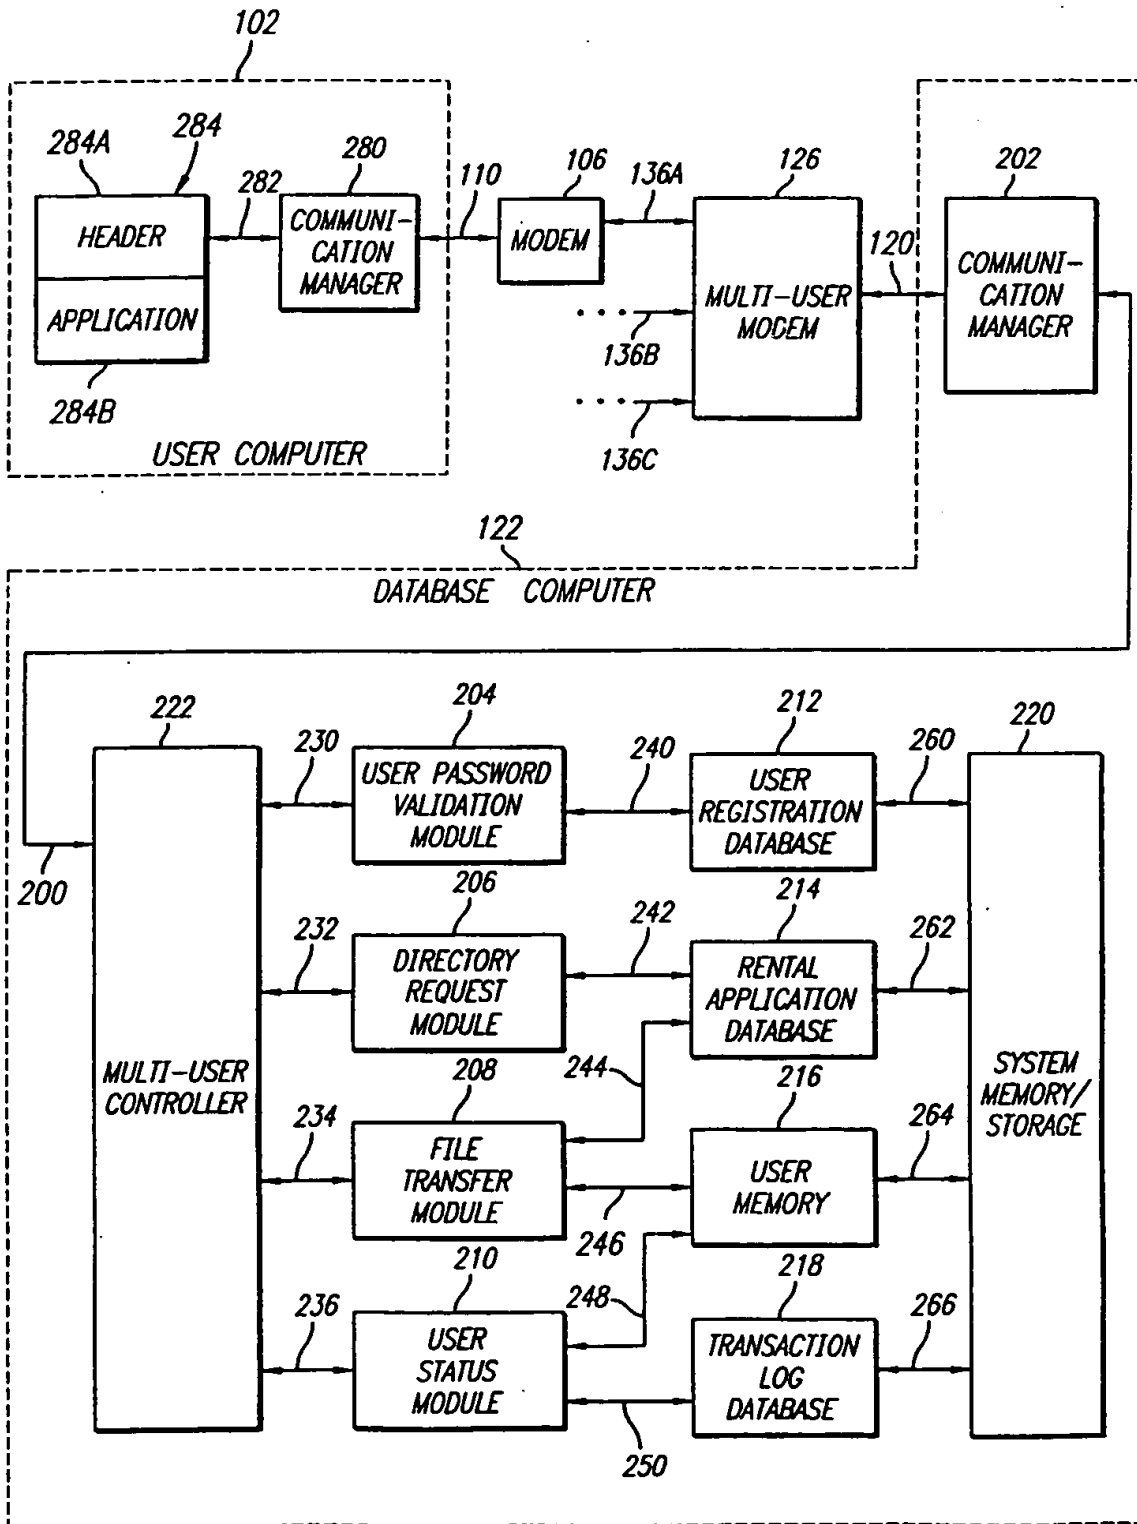 102
284A
284
282
280
110
106
136A
126
202
HEADER
APPLICATION
COMMUNI-
CATION
MANAGER
MODEM
MULTI-USER
MODEM
120
COMMUNI-
CATION
MANAGER
136B
136C
284B
USER COMPUTER
122
DATABASE COMPUTER
222
230
204
240
212
260
220
USER PASSWORD
VALIDATION
MODULE
USER
REGISTRATION
DATABASE
200
232
206
242
214
262
DIRECTORY
REQUEST
MODULE
RENTAL
APPLICATION
DATABASE
MULTI-USER
CONTROLLER
SYSTEM
MEMORY/
STORAGE
234
208
244
216
264
FILE
TRANSFER
MODULE
USER
MEMORY
246
236
210
248
218
266
USER
STATUS
MODULE
TRANSACTION
LOG
DATABASE
250